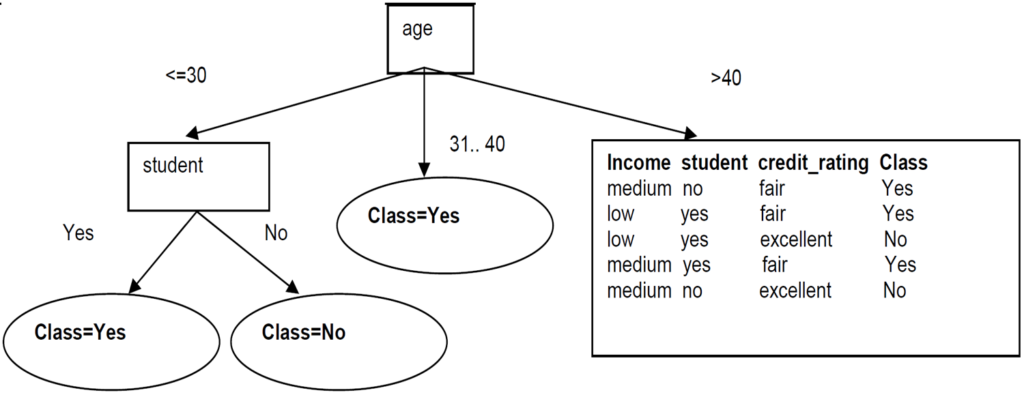 age
<=30
>40
31.. 40
student
Yes
No
Class=Yes
Class=Yes
Class=No
Income student credit_rating Class
medium no fair Yes
low yes fair Yes
low yes excellent No
medium yes fair Yes
medium no excellent No